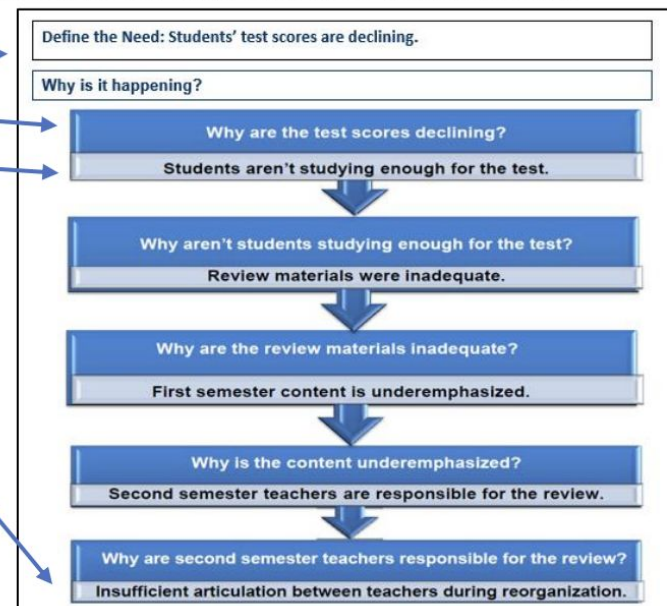 Define the Need: Students' test scores are declining.
Why is it happening?
Why are the test scores declining?
Students aren't studying enough for the test.
Why aren't students studying enough for the test?
Review materials were inadequate.
Why are the review materials inadequate?
First semester content is underemphasized.
Why is the content underemphasized?
Second semester teachers are responsible for the review.
Why are second semester teachers responsible for the review?
Insufficient articulation between teachers during reorganization.